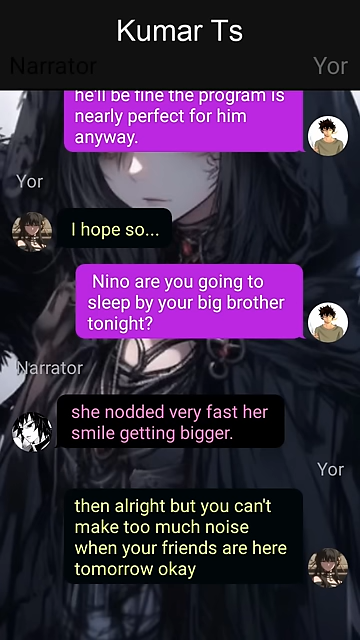 Kumar Ts
Narrator
Yor
he'll be fine the program is
nearly perfect for him
anyway.
Yor
I hope so...
Nino are you going to
sleep by your big brother
tonight?
Narrator
she nodded very fast her
smile getting bigger.
Yor
then alright but you can't
make too much noise
when your friends are here
tomorrow okay